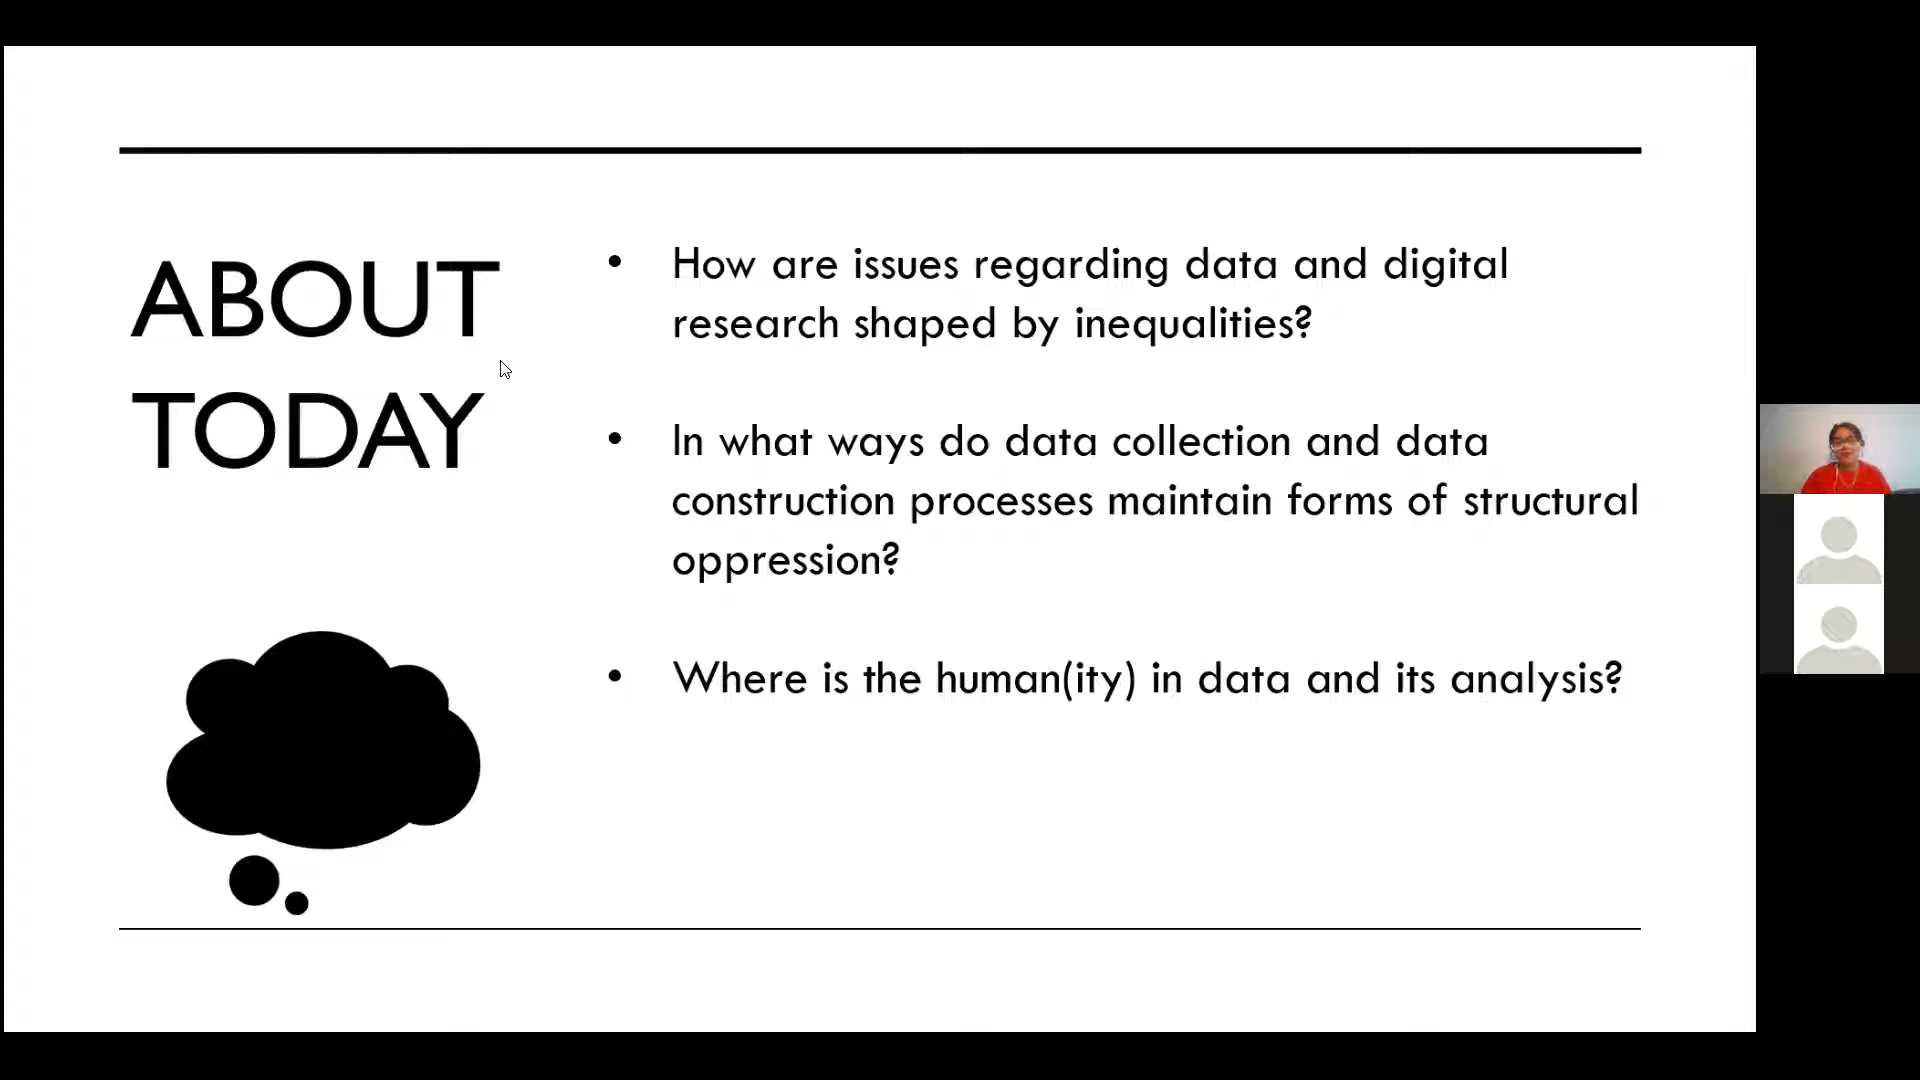 ABOUT
TODAY
• How are issues regarding data and digital
research shaped by inequalities?
• In what ways do data collection and data
construction processes maintain forms of structural
oppression?
• Where is the human(ity) in data and its analysis?